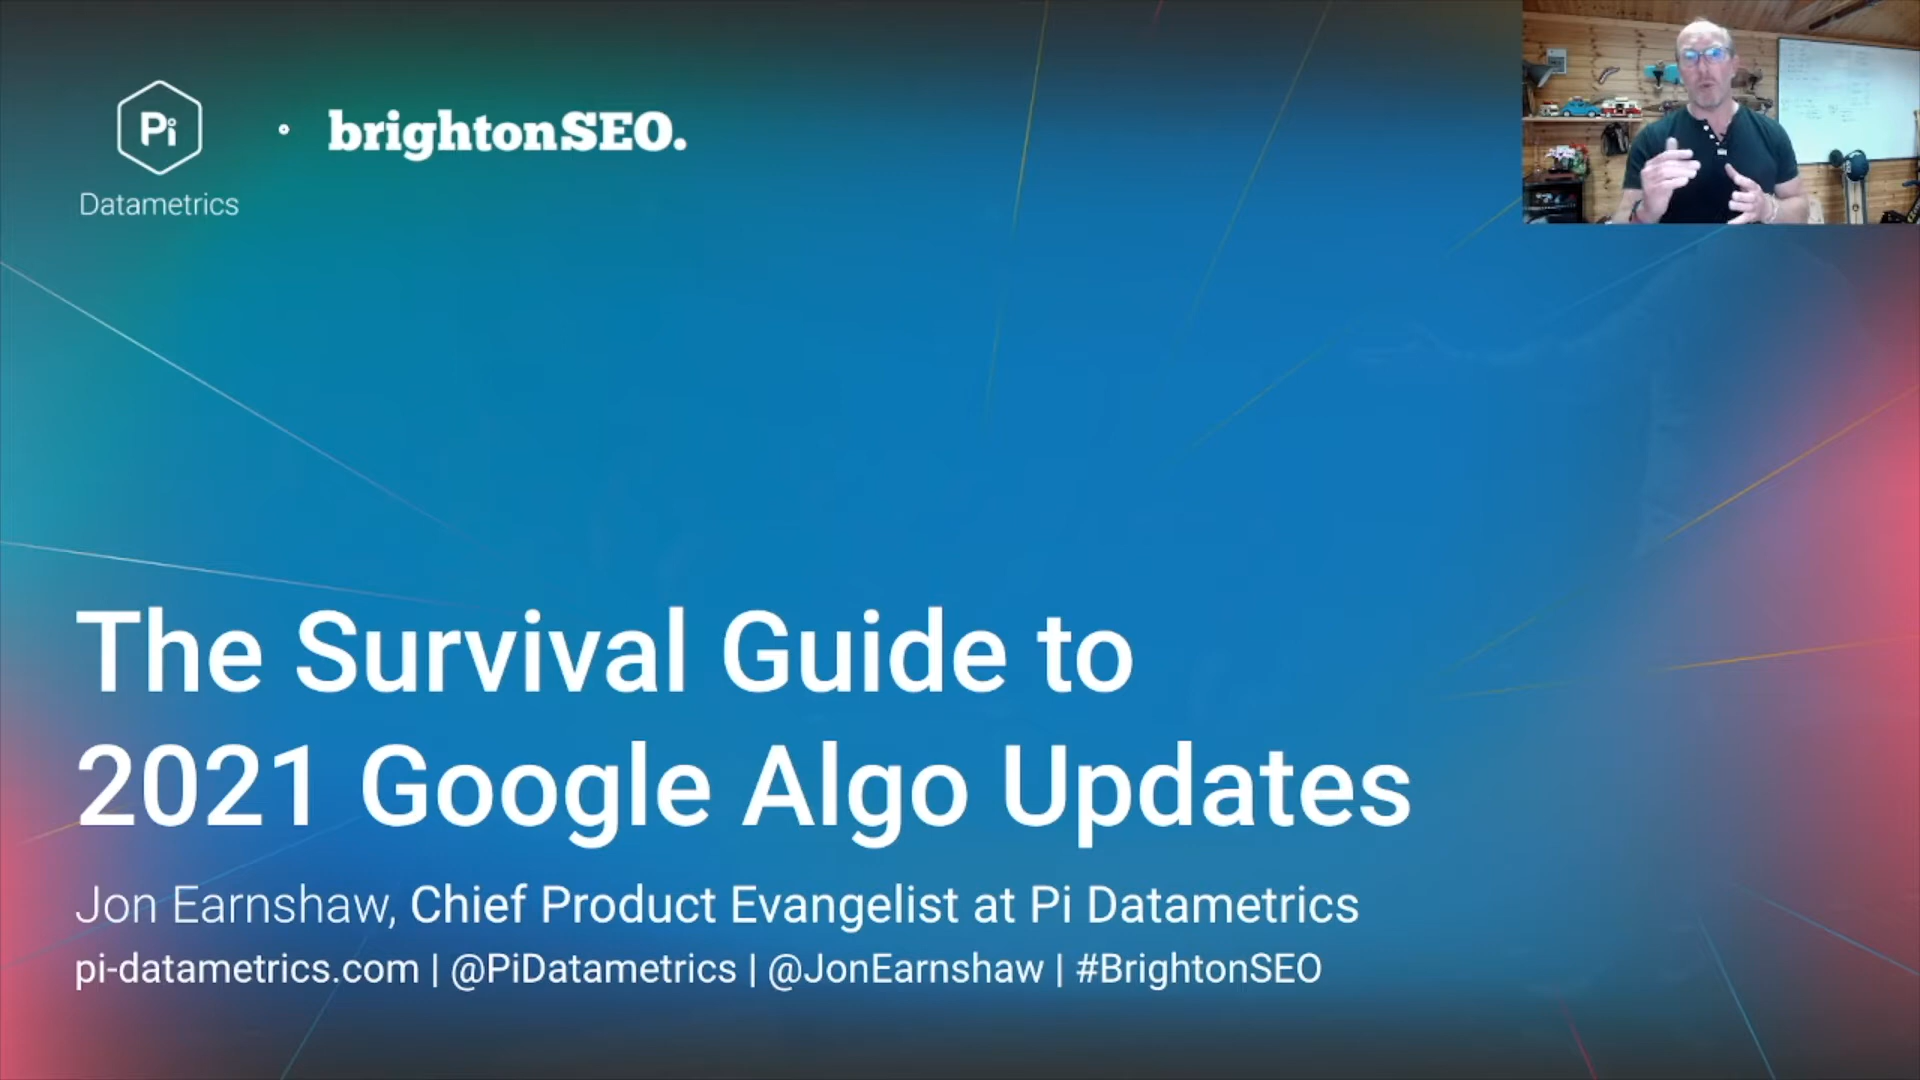 Pi
Datametrics
brightonSEO.
The Survival Guide to
2021 Google Algo Updates
Jon Earnshaw, Chief Product Evangelist at Pi Datametrics
pi-datametrics.com | @PiDatametrics | @JonEarnshaw | #BrightonSEO